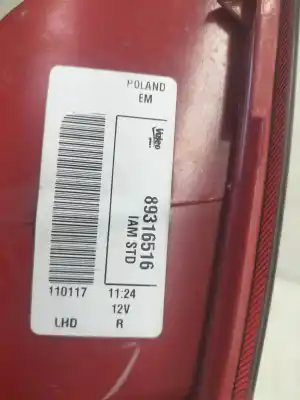 POLAND
EM
Valeo
89316516
IAM STD
110117
11:24
12V
LHD
R